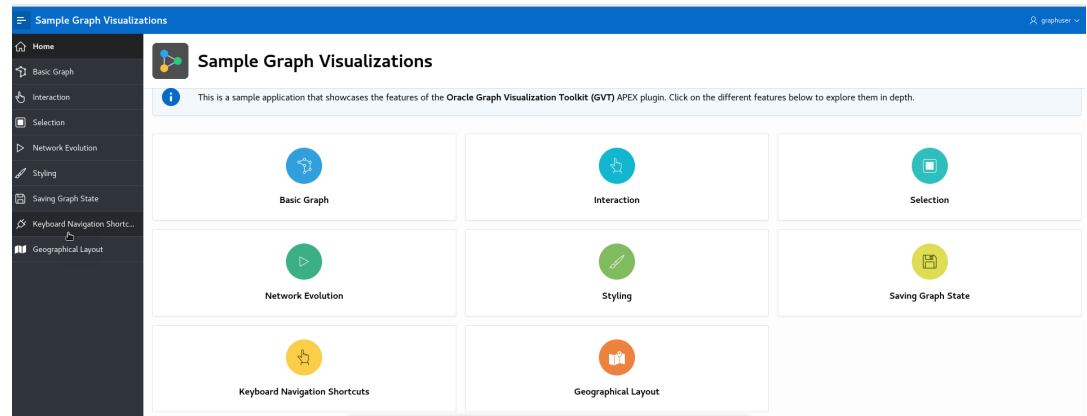 Sample Graph Visualizations
graphuser
Home
Basic Graph
Interaction
Selection
Network Evolution
Styling
Saving Graph State
Keyboard Navigation Shortc...
Geographical Layout
Sample Graph Visualizations
This is a sample application that showcases the features of the Oracle Graph Visualization Toolkit (GVT) APEX plugin. Click on the different features below to explore them in depth.
Basic Graph
Interaction
Selection
Network Evolution
Styling
Saving Graph State
Keyboard Navigation Shortcuts
Geographical Layout